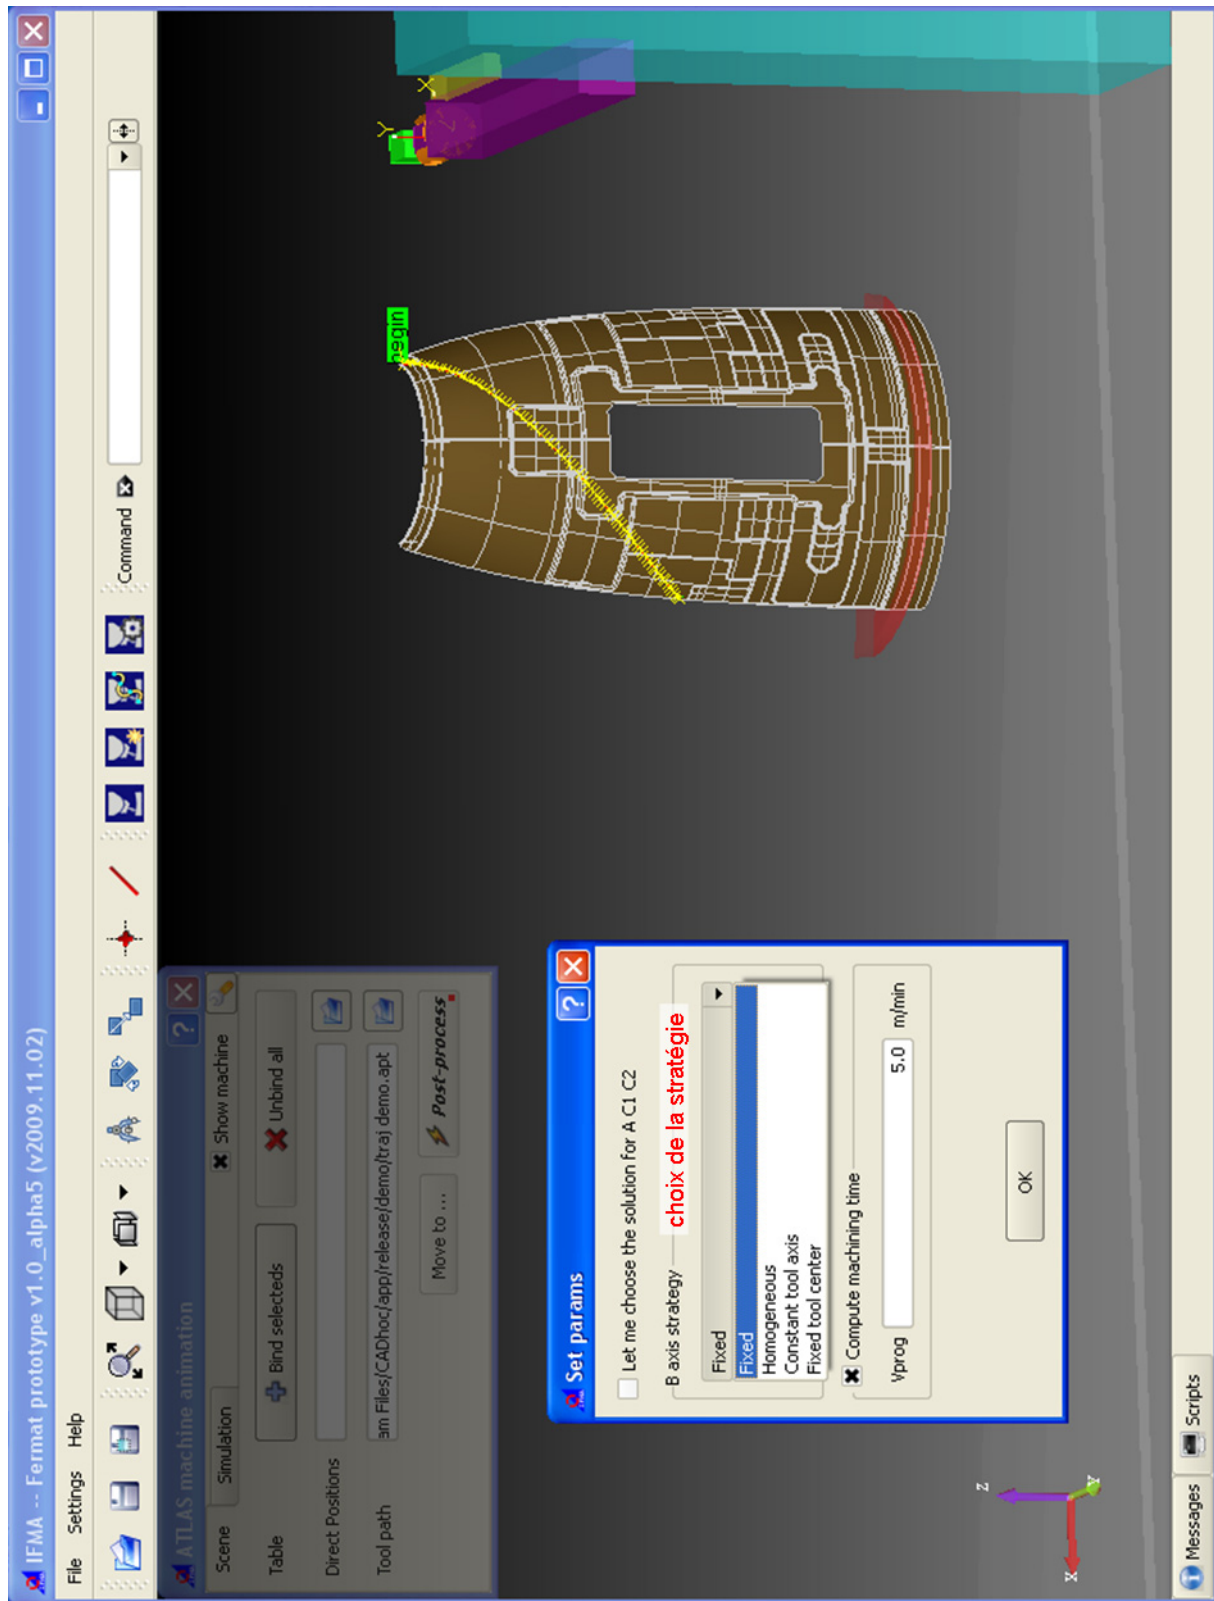 IFMA -- Fermat prototype v1.0_alpha5 (v2009.11.02)
File Settings Help
Command
ATLAS machine animation
Scene Simulation
Show machine
Table Bind selecteds Unbind all
Direct Positions
Tool path am Files/CADhoc/app/release/demo/traj demo.apt
Move to ... Post-process
begin
Y
X
Z
Set params
Let me choose the solution for A C1 C2
B axis strategy
choix de la stratégie
Fixed
Fixed
Homogeneous
Constant tool axis
Fixed tool center
Compute machining time
Vprog 5.0 m/min
OK
Z
X
Y
Messages Scripts